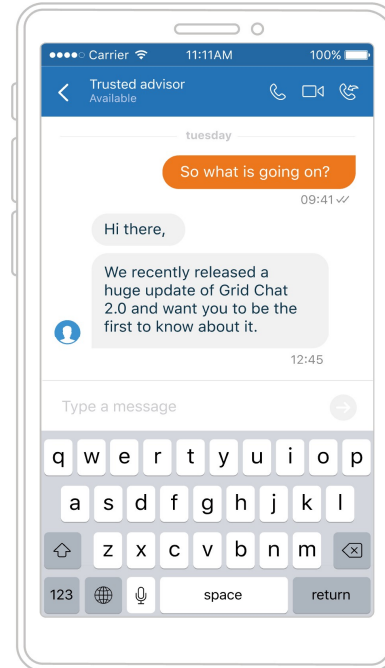 Carrier 11:11AM 100%
Trusted advisor
Available
tuesday
So what is going on?
09:41
Hi there,
We recently released a
huge update of Grid Chat
2.0 and want you to be the
first to know about it.
12:45
Type a message
q w e r t y u i o p
a s d f g h j k l
z x c v b n m
123 space return